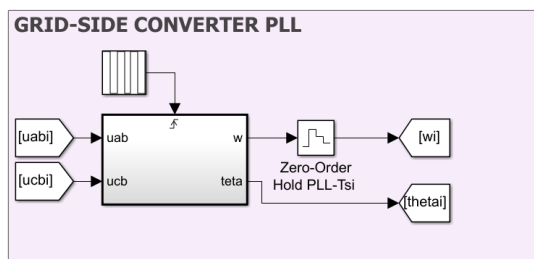 GRID-SIDE CONVERTER PLL
[uabi]
uab
w
[wi]
[ucbi]
ucb
teta
Zero-Order
Hold PLL-Tsi
[thetai]